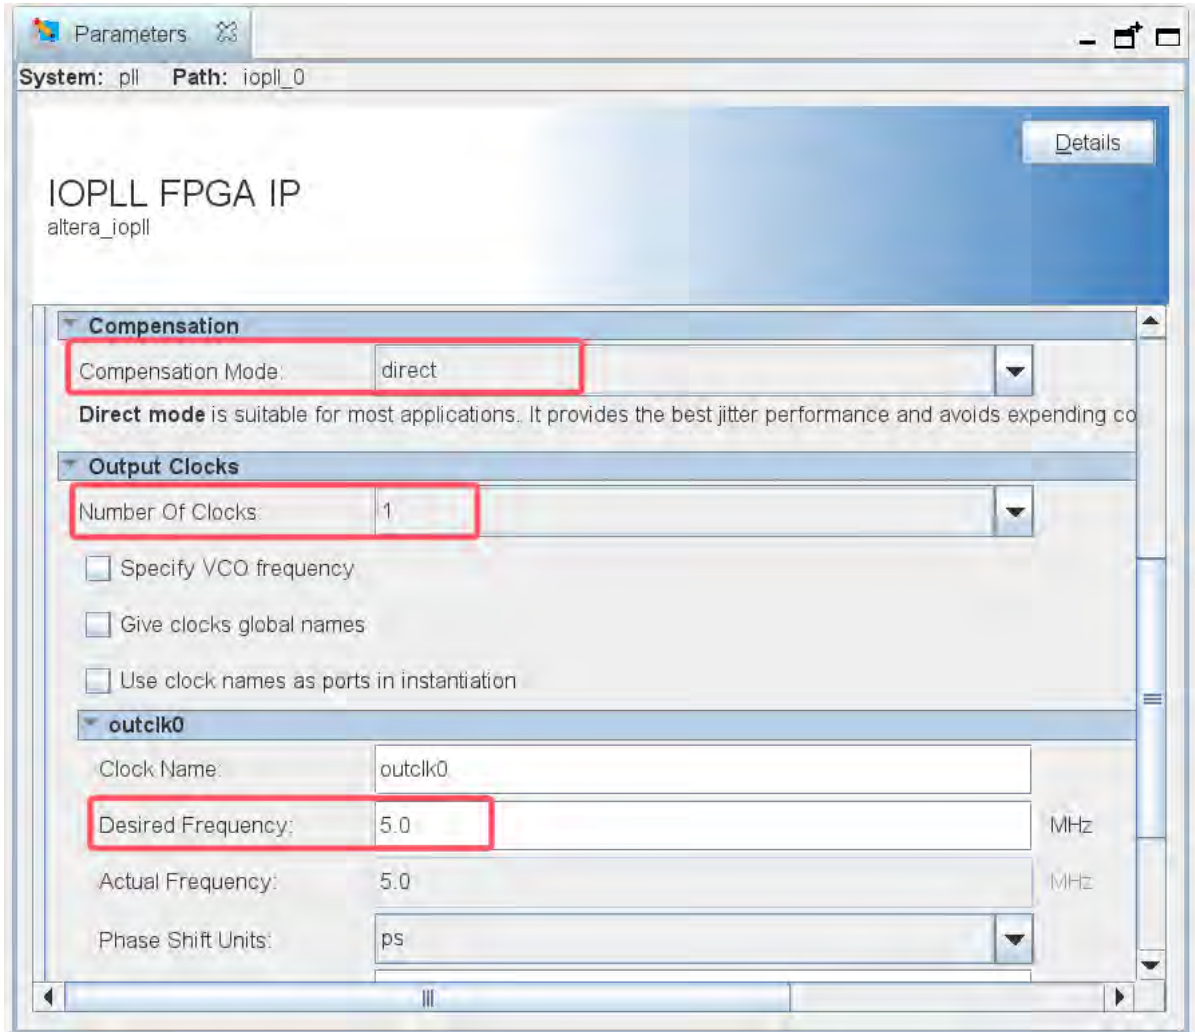 Parameters
System: pll Path: iopll_0
Details
IOPLL FPGA IP
altera_iopll
Compensation
Compensation Mode: direct
Direct mode is suitable for most applications. It provides the best jitter performance and avoids expending co
Output Clocks
Number Of Clocks: 1
Specify VCO frequency
Give clocks global names
Use clock names as ports in instantiation
outclk0
Clock Name: outclk0
Desired Frequency: 5.0 MHz
Actual Frequency: 5.0 MHz
Phase Shift Units: ps